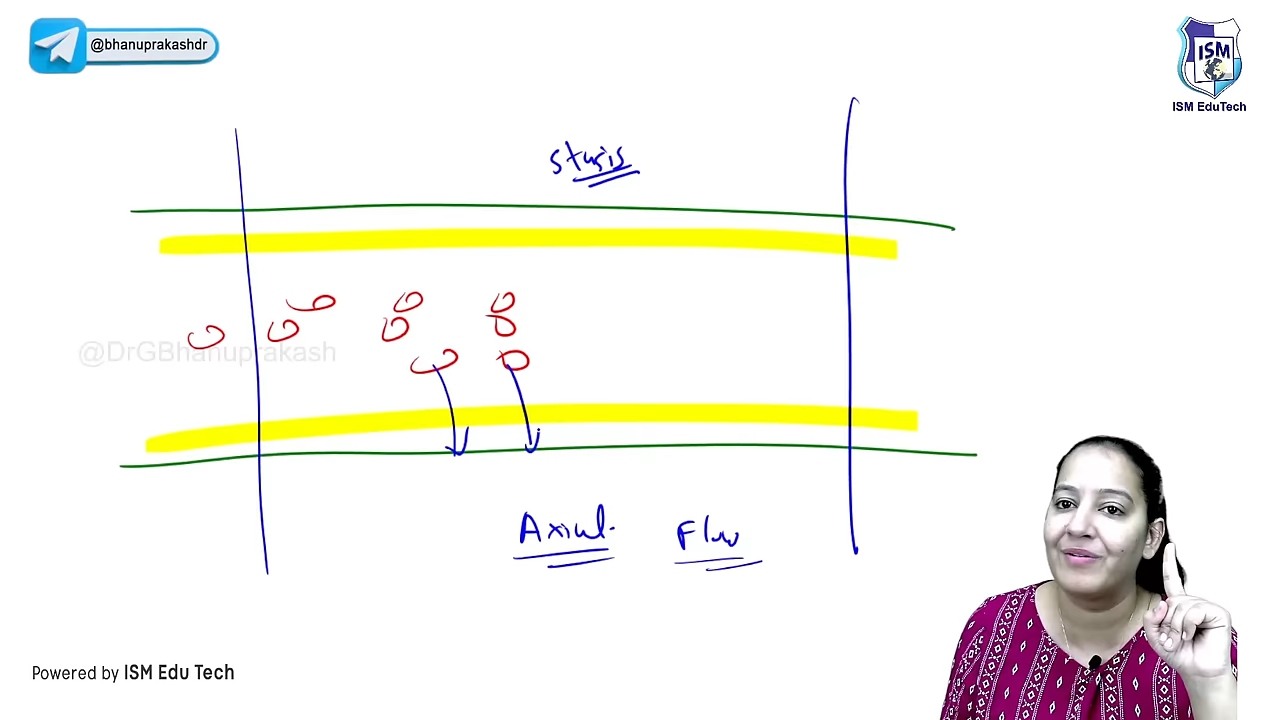 @bhanuprakashdr
ISM
ISM EduTech
stasis
@DrGBhanuprakash
Axial Flow
Powered by ISM Edu Tech